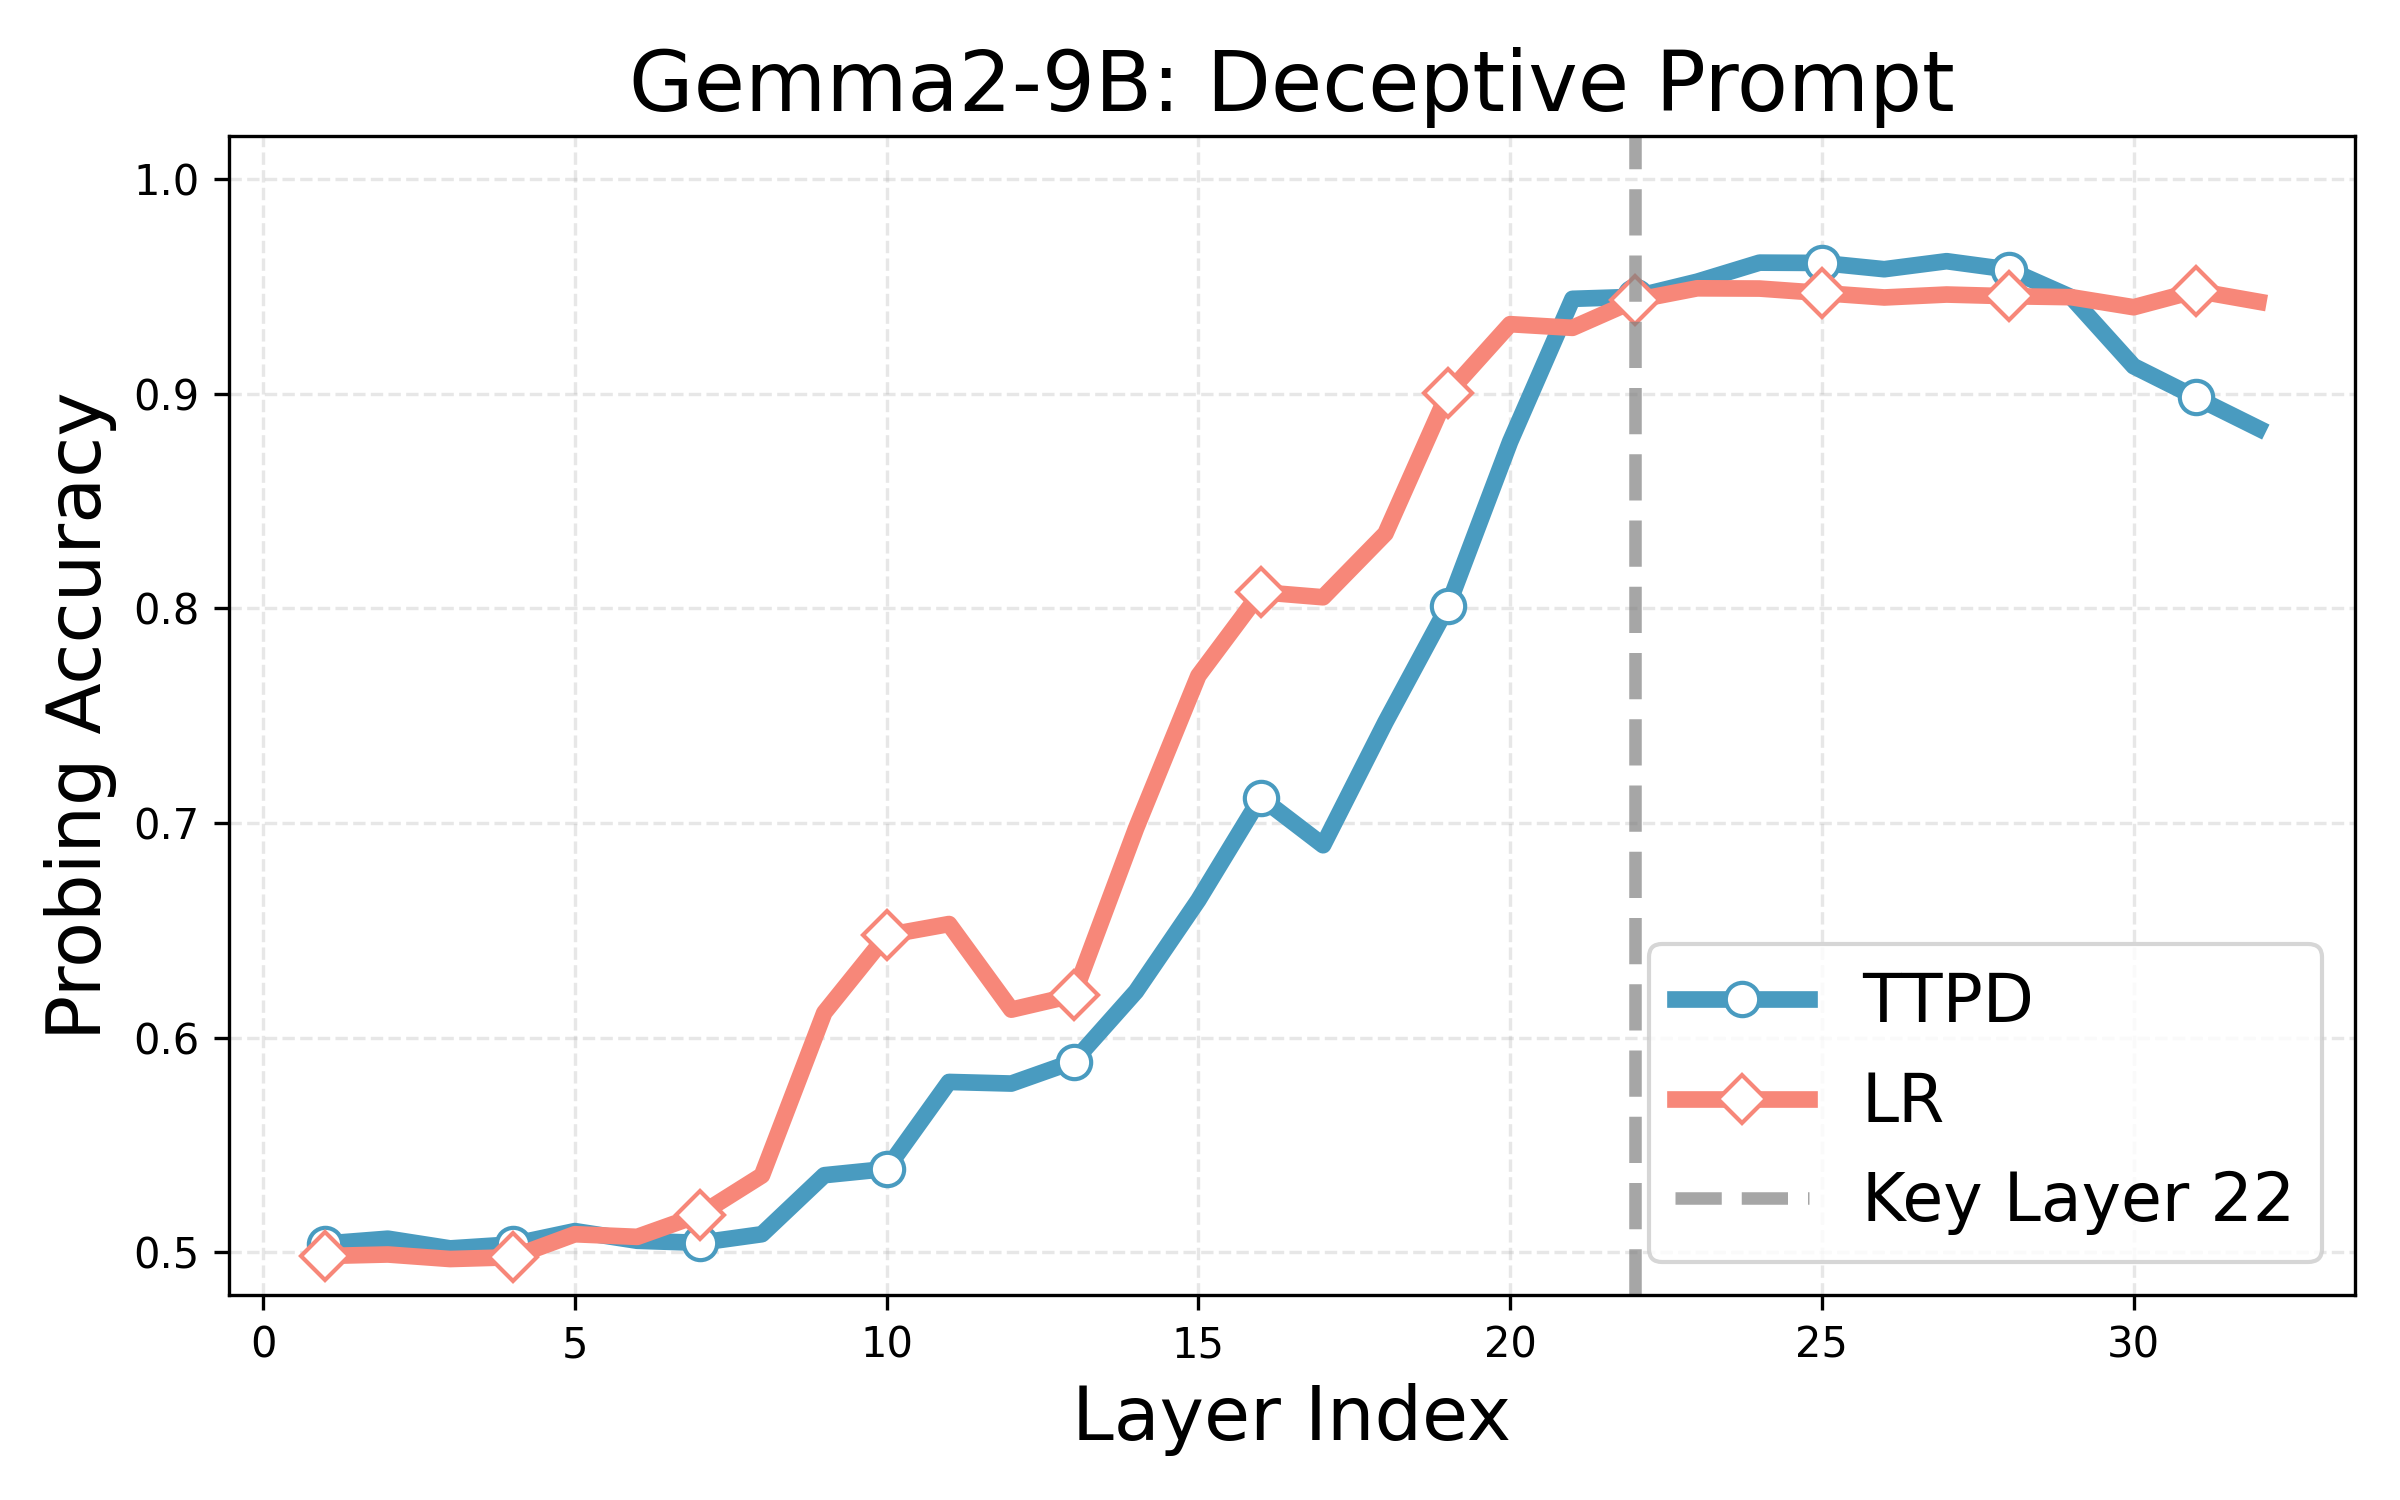 Gemma2-9B: Deceptive Prompt
Probing Accuracy
1.0
0.9
0.8
0.7
0.6
0.5
0 5 10 15 20 25 30
Layer Index
TTPD
LR
Key Layer 22